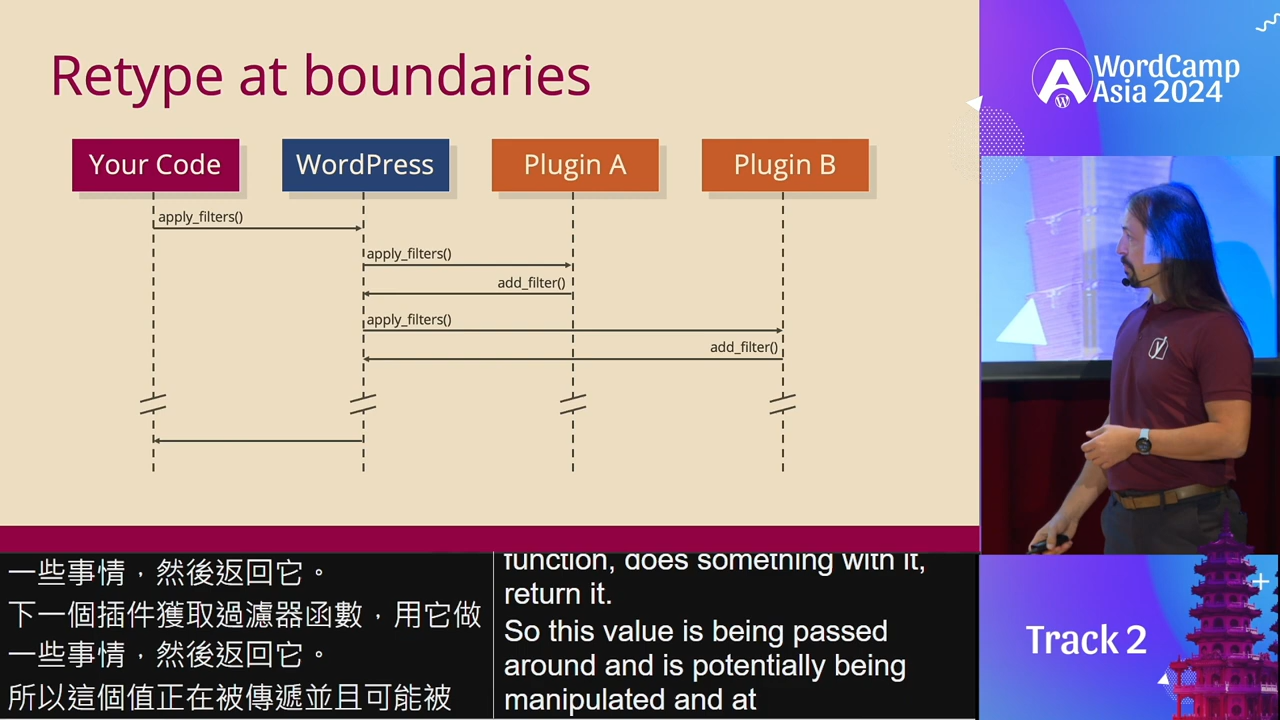 Retype at boundaries
Your Code
WordPress
Plugin A
Plugin B
apply_filters()
apply_filters()
add_filter()
apply_filters()
add_filter()
一些事情，然後返回它。
下一個插件獲取過濾器函數，用它做
一些事情，然後返回它。
所以這個值正在被傳遞並且可能被
function, does something with it,
return it.
So this value is being passed
around and is potentially being
manipulated and at
WordCamp
Asia 2024
Track 2